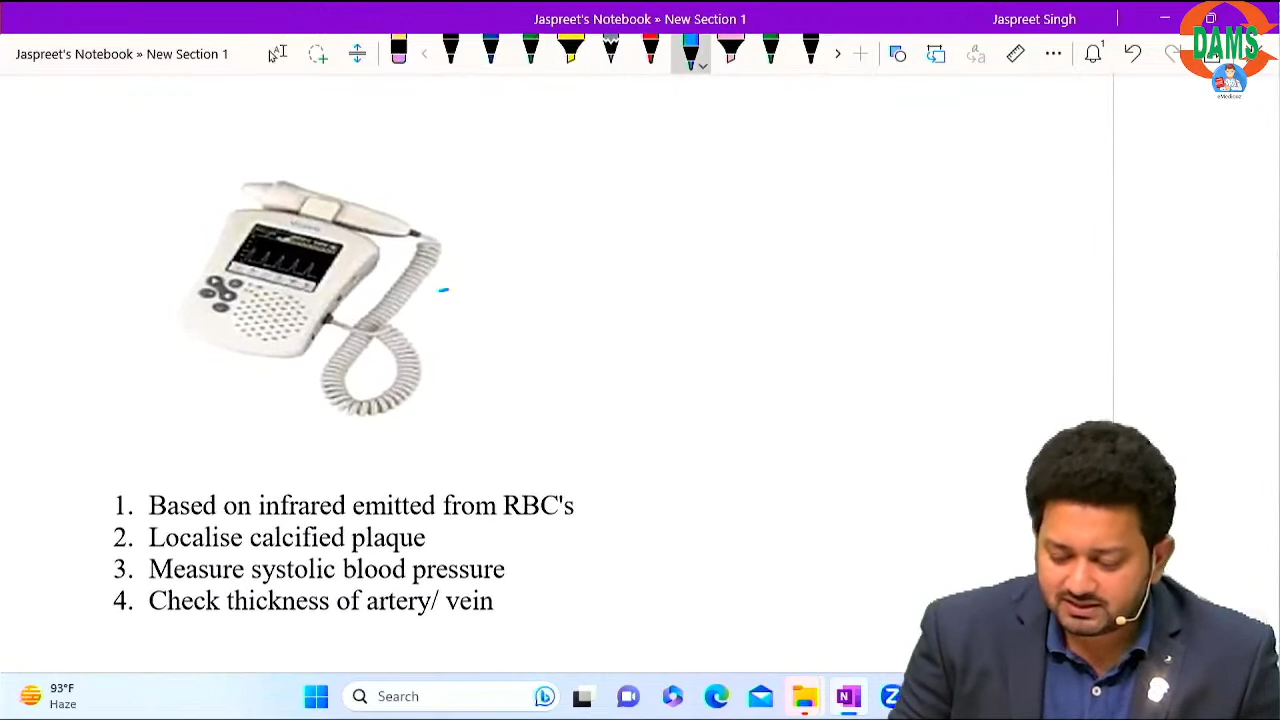 Jaspreet's Notebook » New Section 1
Jaspreet Singh
Jaspreet's Notebook » New Section 1
DAMS
eMedicoz
1. Based on infrared emitted from RBC's
2. Localise calcified plaque
3. Measure systolic blood pressure
4. Check thickness of artery/ vein
93°F
Haze
Search